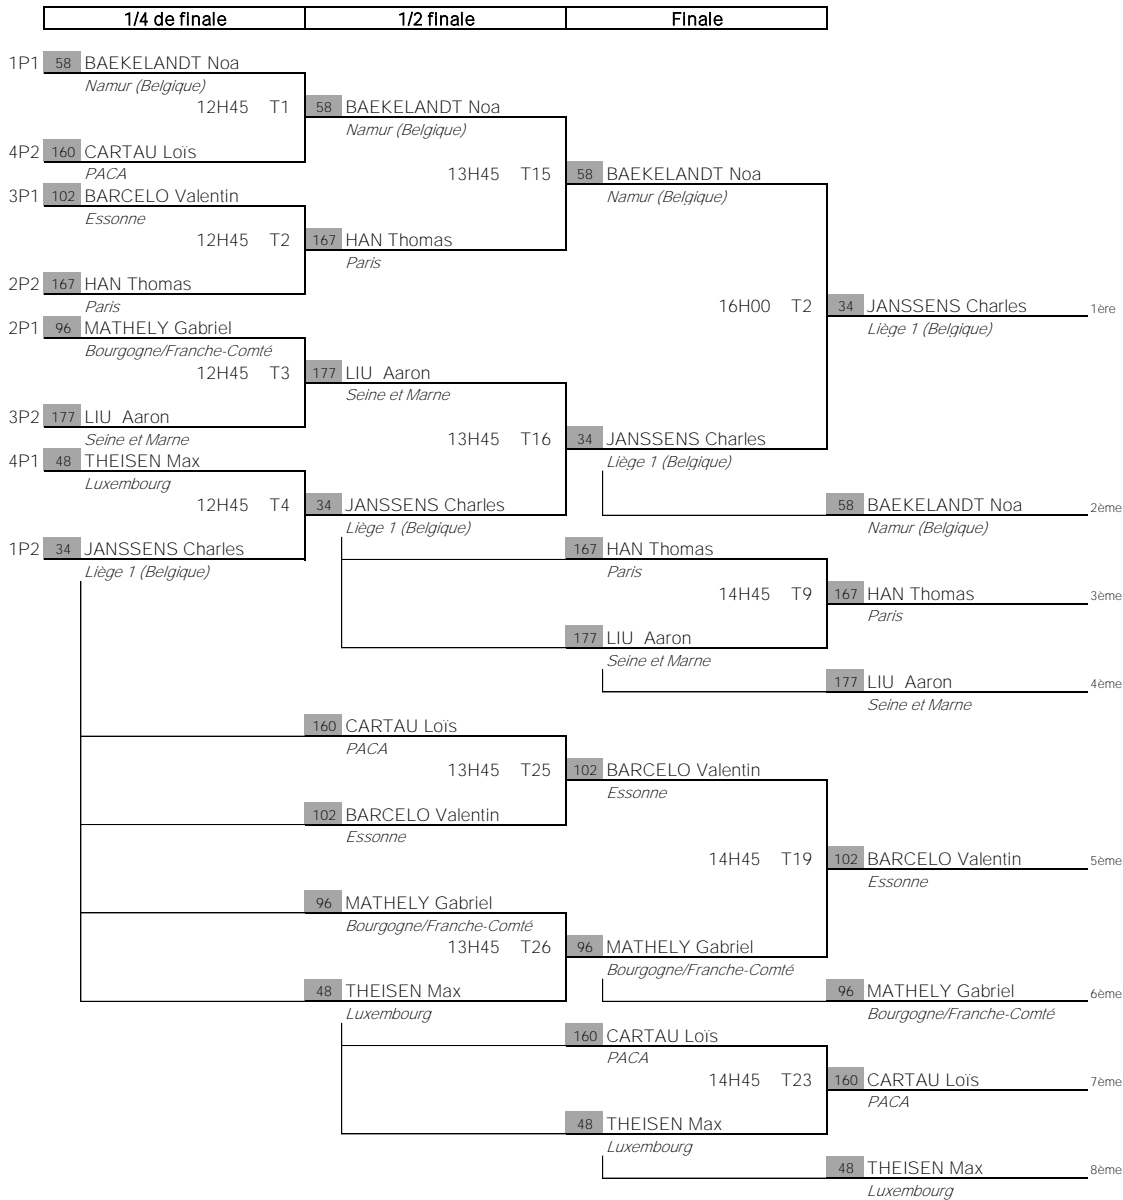 1/4 de finale 1/2 finale Finale
1P1 58 BAEKELANDT Noa
Namur (Belgique)
12H45 T1 58 BAEKELANDT Noa
Namur (Belgique)
4P2 160 CARTAU Loïs
PACA
13H45 T15 58 BAEKELANDT Noa
Namur (Belgique)
3P1 102 BARCELO Valentin
Essonne
12H45 T2 167 HAN Thomas
Paris
2P2 167 HAN Thomas
Paris
16H00 T2 34 JANSSENS Charles 1ère
Liège 1 (Belgique)
2P1 96 MATHELY Gabriel
Bourgogne/Franche-Comté
12H45 T3 177 LIU Aaron
Seine et Marne
3P2 177 LIU Aaron
Seine et Marne
13H45 T16 34 JANSSENS Charles
Liège 1 (Belgique)
4P1 48 THEISEN Max
Luxembourg
12H45 T4 34 JANSSENS Charles
Liège 1 (Belgique)
58 BAEKELANDT Noa 2ème
Namur (Belgique)
1P2 34 JANSSENS Charles
Liège 1 (Belgique)
167 HAN Thomas
Paris
14H45 T9 167 HAN Thomas 3ème
Paris
177 LIU Aaron
Seine et Marne
177 LIU Aaron 4ème
Seine et Marne
160 CARTAU Loïs
PACA
13H45 T25 102 BARCELO Valentin
Essonne
102 BARCELO Valentin
Essonne
14H45 T19 102 BARCELO Valentin 5ème
Essonne
96 MATHELY Gabriel
Bourgogne/Franche-Comté
13H45 T26 96 MATHELY Gabriel
Bourgogne/Franche-Comté
48 THEISEN Max
Luxembourg
96 MATHELY Gabriel 6ème
Bourgogne/Franche-Comté
160 CARTAU Loïs
PACA
14H45 T23 160 CARTAU Loïs 7ème
PACA
48 THEISEN Max
Luxembourg
48 THEISEN Max 8ème
Luxembourg